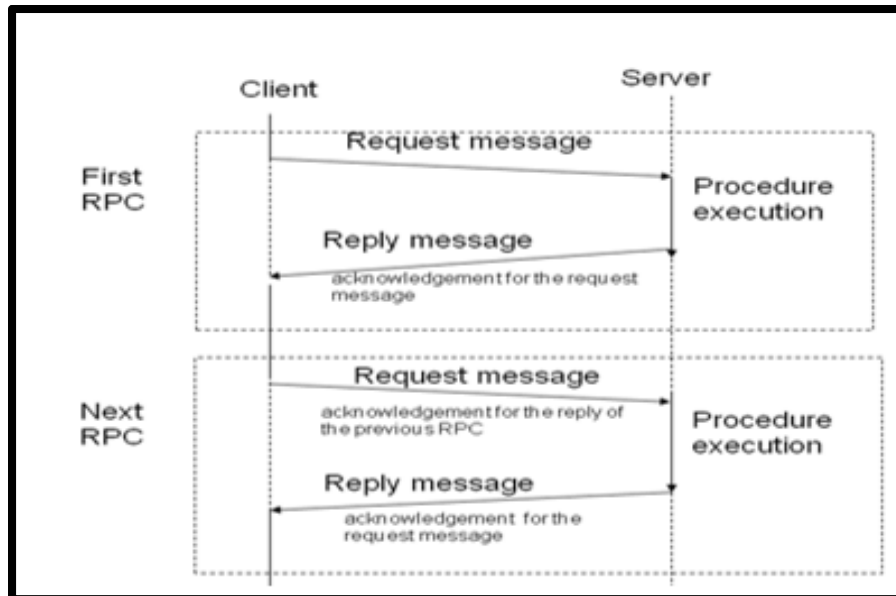 Client
Server
Request message
First
RPC
Procedure
execution
Reply message
acknowledgement for the request
message
Request message
Next
RPC
acknowledgement for the reply of
the previous RPC
Procedure
execution
Reply message
acknowledgement for the
request message